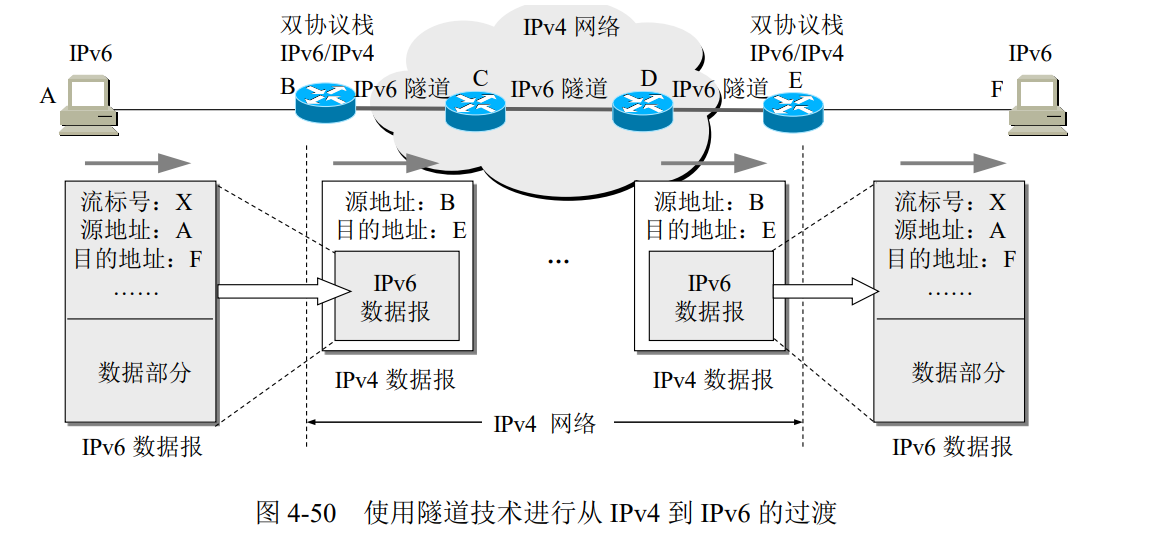 IPv4 网络
双协议栈
IPv6/IPv4
双协议栈
IPv6/IPv4
IPv6
IPv6
A
B
IPv6 隧道
C
IPv6 隧道
D
IPv6 隧道
E
F
流标号：X
源地址：A
目的地址：F
……
数据部分
IPv6 数据报
源地址：B
目的地址：E
IPv6
数据报
IPv4 数据报
…
源地址：B
目的地址：E
IPv6
数据报
IPv4 数据报
流标号：X
源地址：A
目的地址：F
……
数据部分
IPv6 数据报
IPv4 网络
图 4-50 使用隧道技术进行从 IPv4 到 IPv6 的过渡